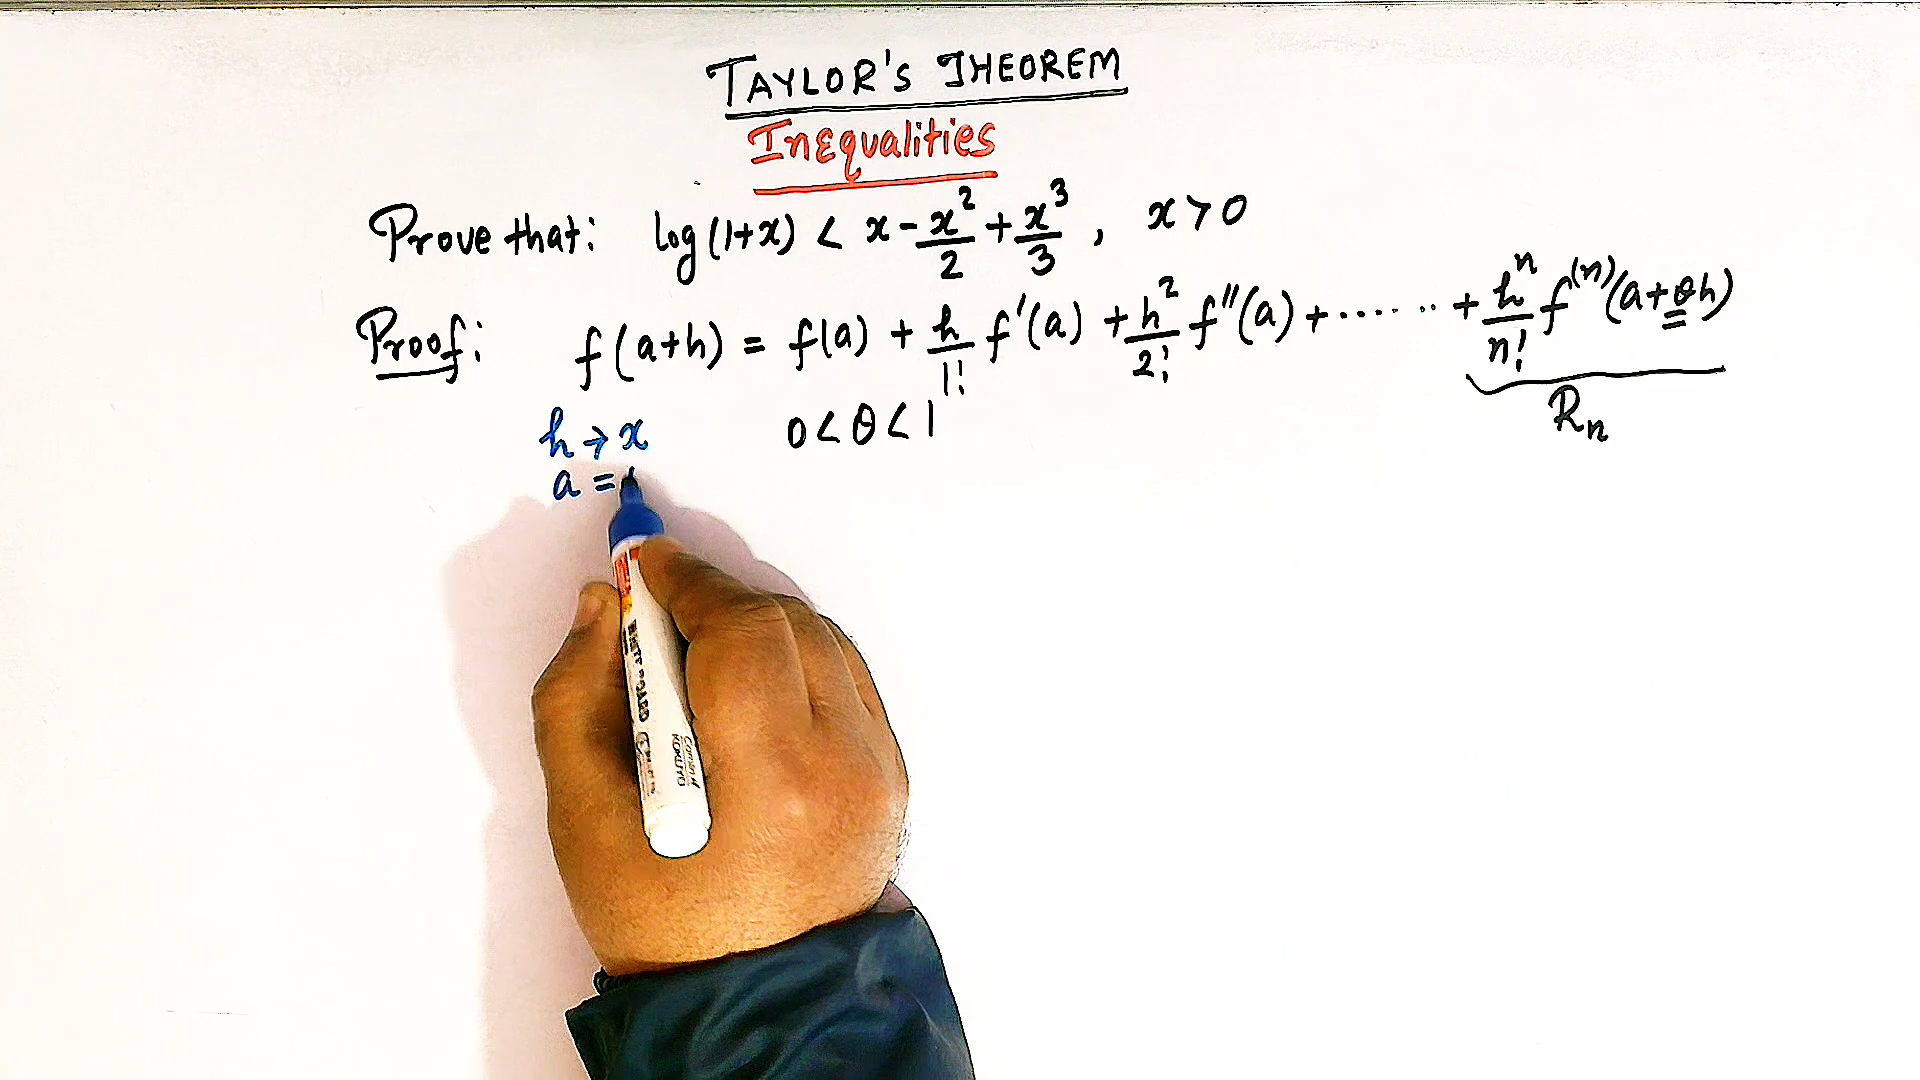 TAYLOR'S THEOREM
Inequalities
Prove that: log(1+x) < x - x²/2 + x³/3 , x > 0
Proof: f(a+h) = f(a) + h/1! f'(a) + h²/2! f''(a) + ....... + hⁿ/n! f⁽ⁿ⁾(a+θh)
Rₙ
h → x 0 < θ < 1
a =